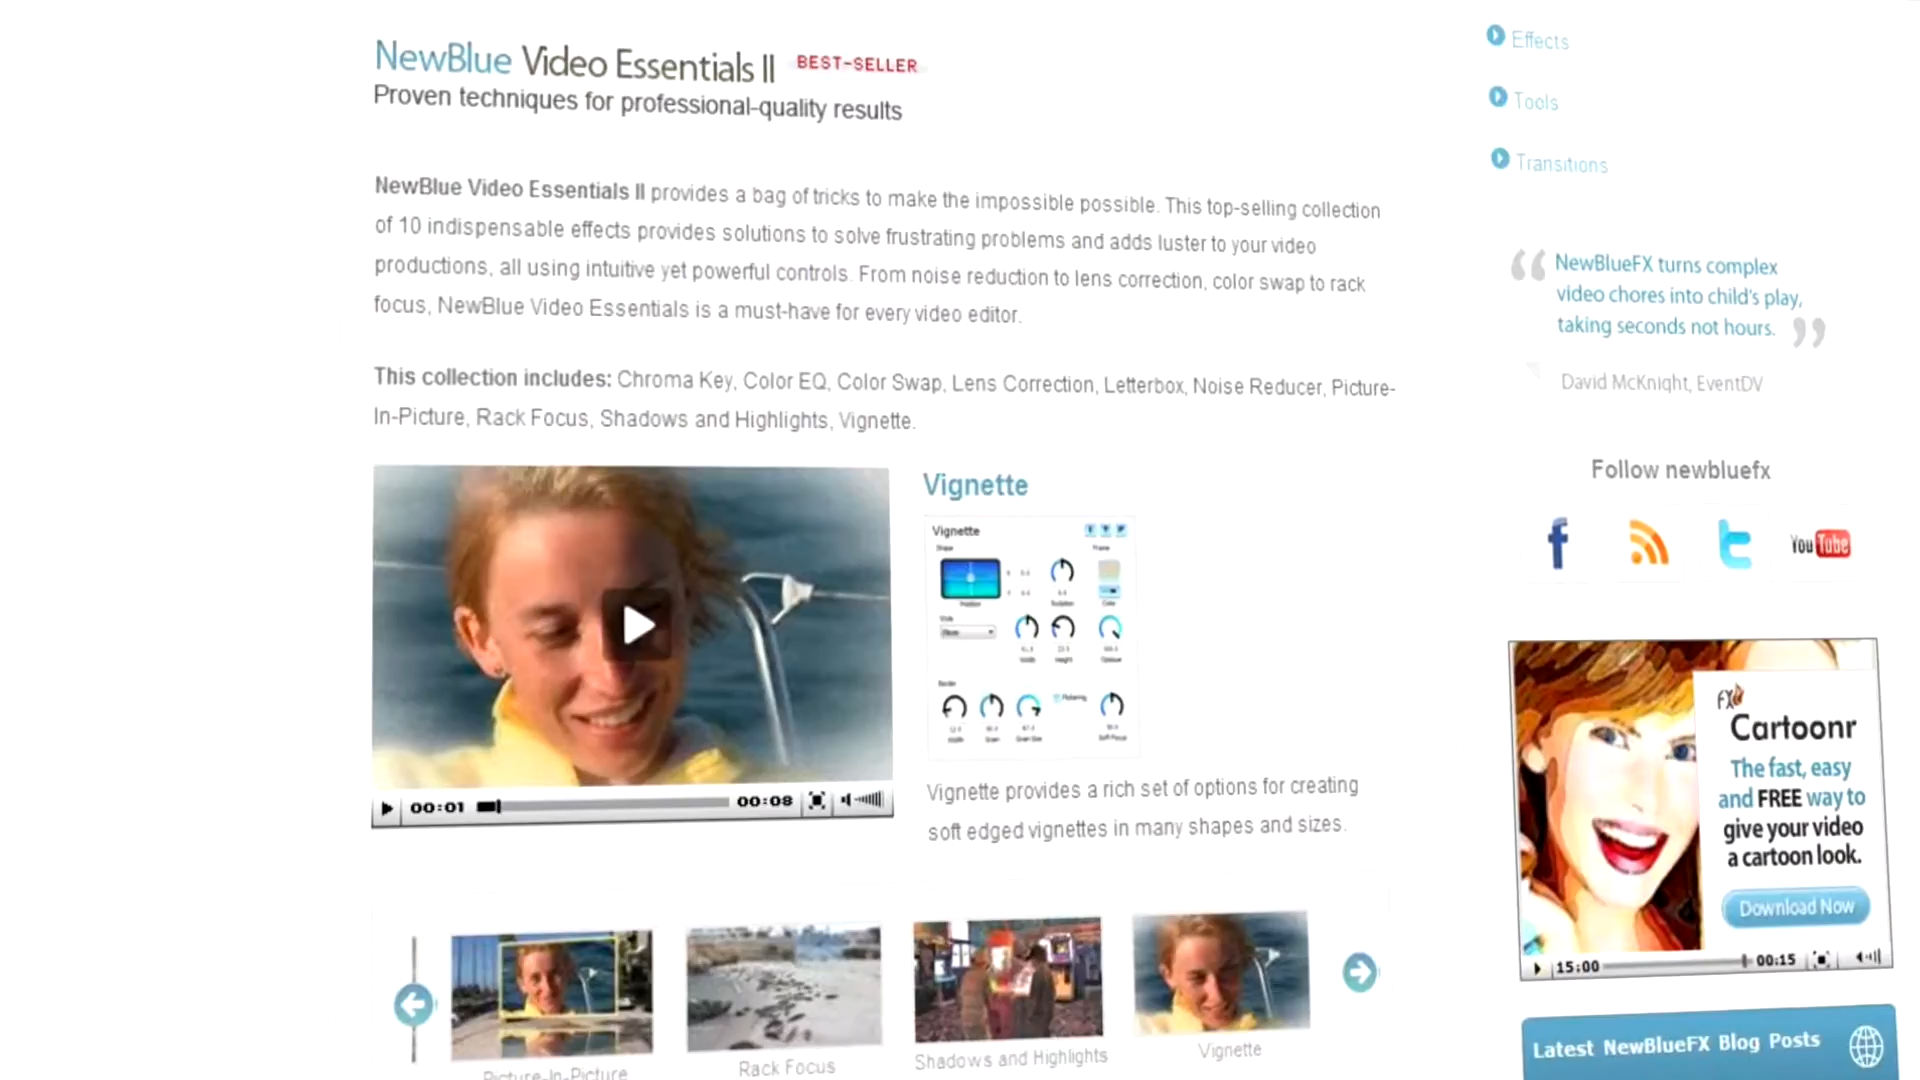 NewBlue Video Essentials II BEST-SELLER
Proven techniques for professional-quality results
NewBlue Video Essentials II provides a bag of tricks to make the impossible possible. This top-selling collection
of 10 indispensable effects provides solutions to solve frustrating problems and adds luster to your video
productions, all using intuitive yet powerful controls. From noise reduction to lens correction, color swap to rack
focus, NewBlue Video Essentials is a must-have for every video editor.
This collection includes: Chroma Key, Color EQ, Color Swap, Lens Correction, Letterbox, Noise Reducer, Picture-
In-Picture, Rack Focus, Shadows and Highlights, Vignette.
00:01 00:08
Vignette
Vignette
Vignette provides a rich set of options for creating
soft edged vignettes in many shapes and sizes.
Picture-In-Picture
Rack Focus
Shadows and Highlights
Vignette
Effects
Tools
Transitions
“ NewBlueFX turns complex
video chores into child's play,
taking seconds not hours. ”
David McKnight, EventDV
Follow newbluefx
You Tube
FX
Cartoonr
The fast, easy
and FREE way to
give your video
a cartoon look.
Download Now
15:00 00:15
Latest NewBlueFX Blog Posts